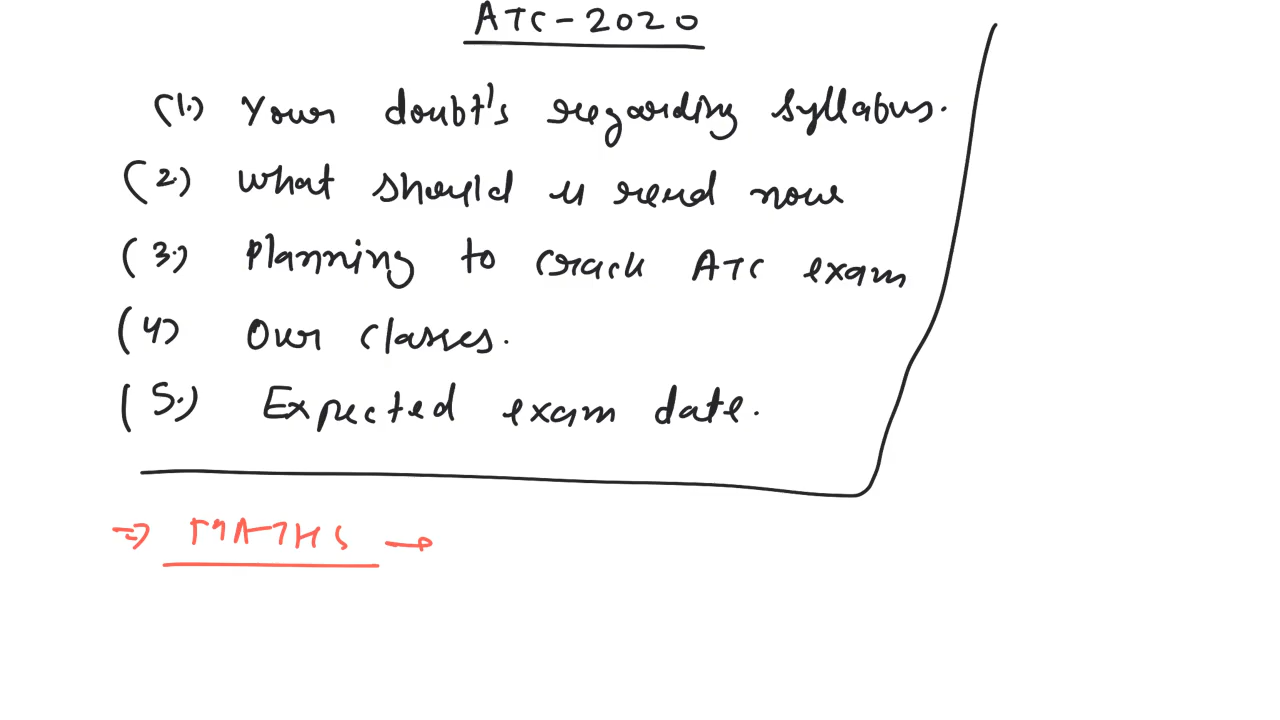 ATC-2020
(1.) Your doubt's regarding syllabus.
(2.) What should u read now
(3.) Planning to crack ATC exam
(4) Our classes.
(5.) Expected exam date.
⇒ MATHS →